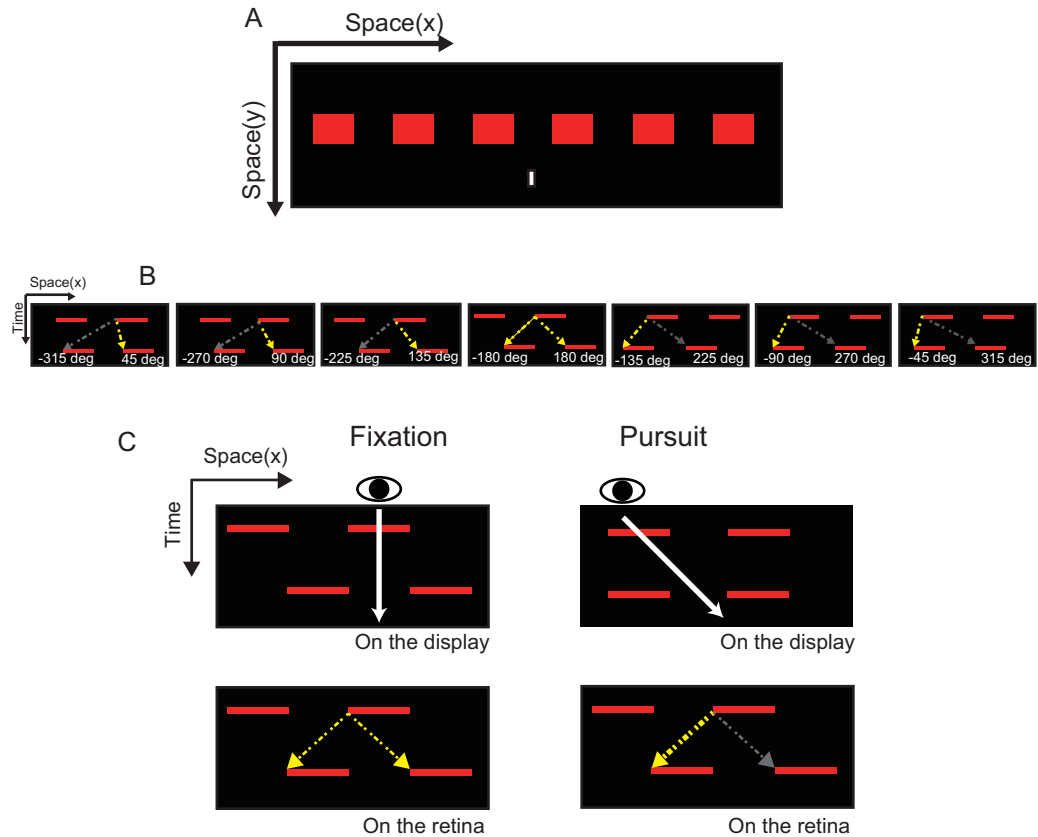 A
Space(x)
Space(y)
B
Space(x)
Time
-315 deg 45 deg
-270 deg 90 deg
-225 deg 135 deg
-180 deg 180 deg
-135 deg 225 deg
-90 deg 270 deg
-45 deg 315 deg
C
Fixation
Pursuit
Space(x)
Time
On the display
On the display
On the retina
On the retina